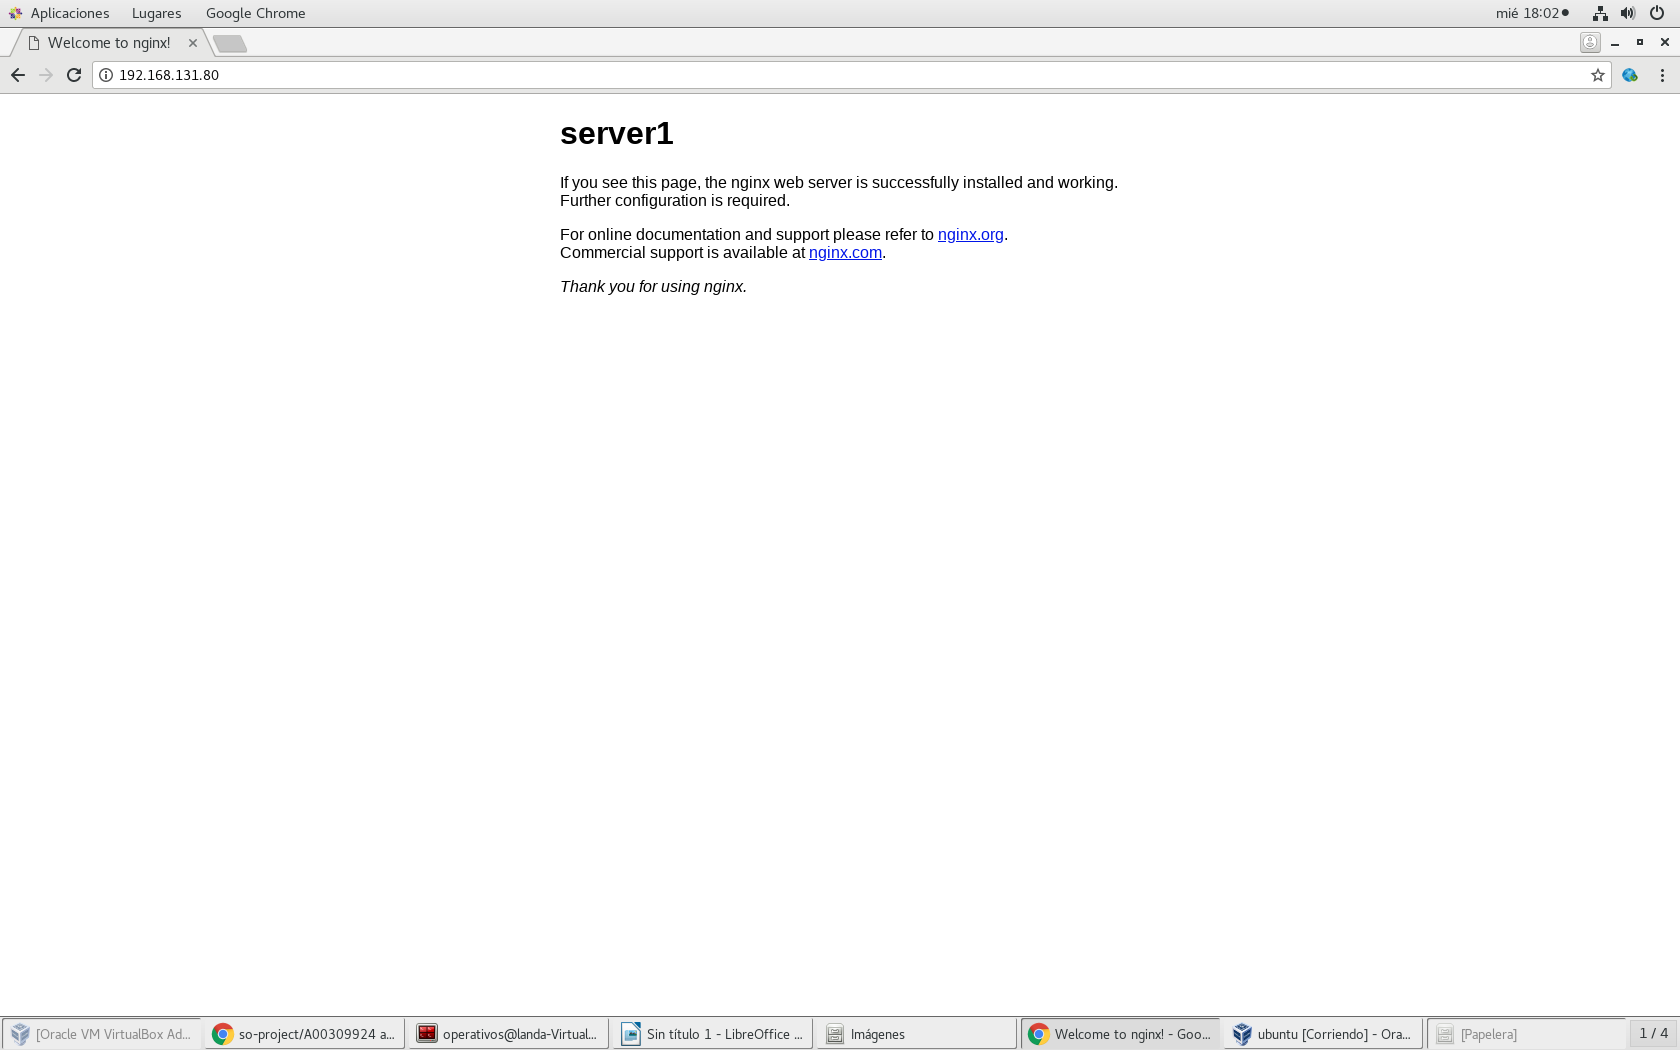 Aplicaciones Lugares Google Chrome mié 18:02
Welcome to nginx!
192.168.131.80
server1
If you see this page, the nginx web server is successfully installed and working.
Further configuration is required.
For online documentation and support please refer to nginx.org.
Commercial support is available at nginx.com.
Thank you for using nginx.
[Oracle VM VirtualBox Ad... so-project/A00309924 a... operativos@landa-Virtual... Sin título 1 - LibreOffice ... Imágenes Welcome to nginx! - Goo... ubuntu [Corriendo] - Ora... [Papelera] 1 / 4